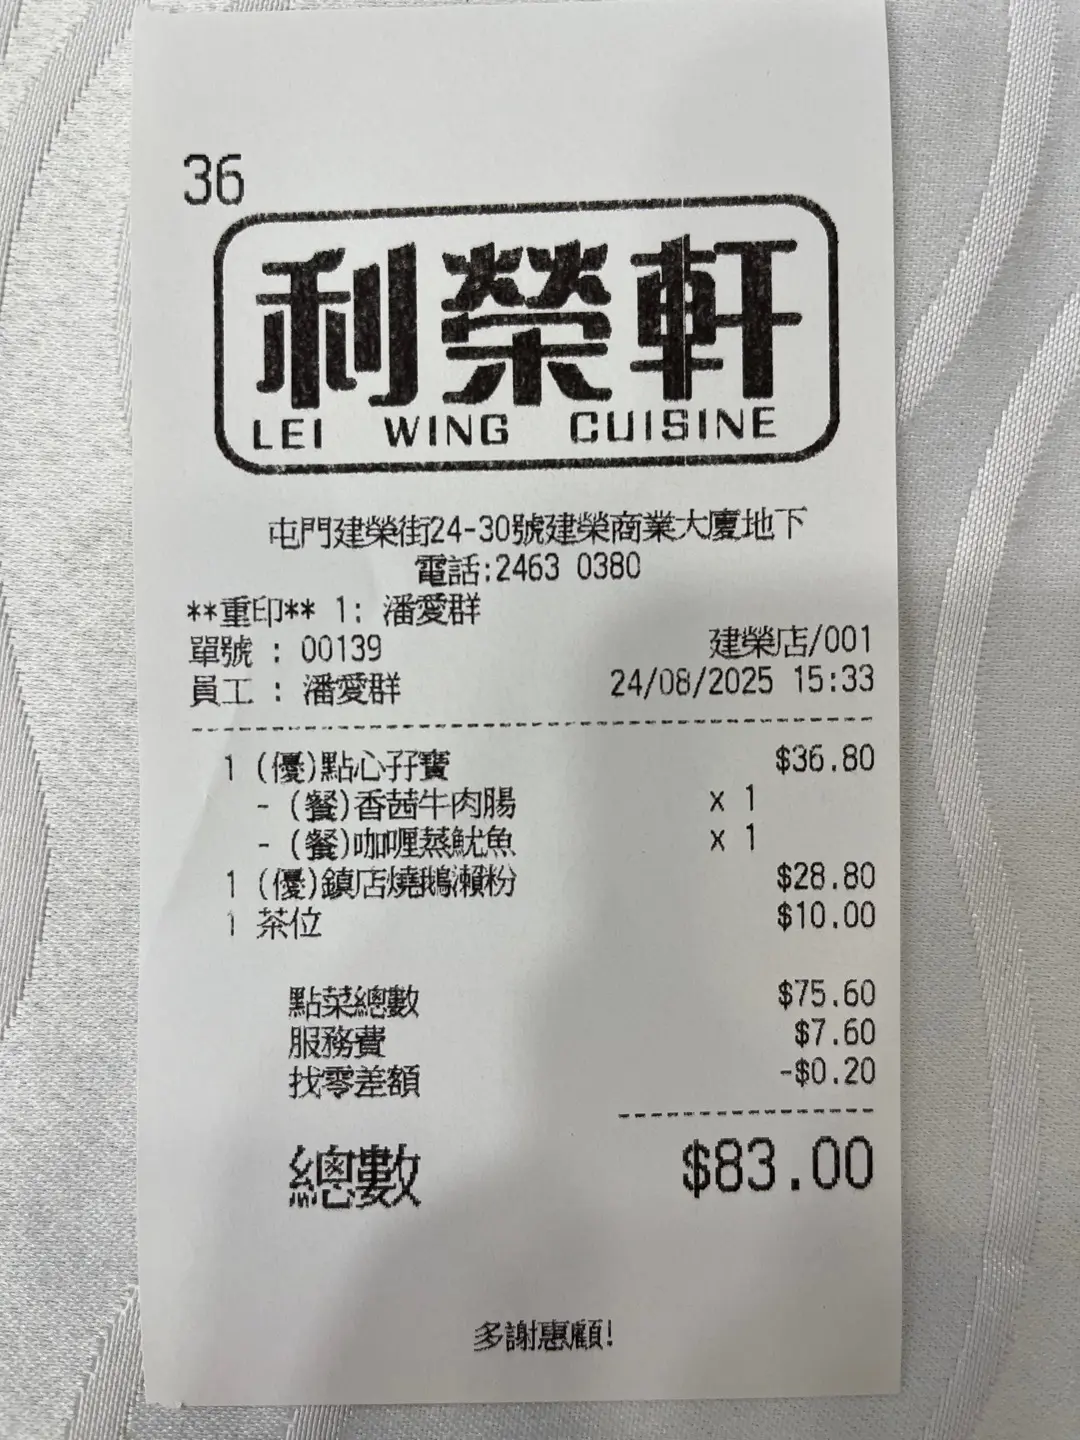 36
利榮軒
LEI WING CUISINE
屯門建榮街24-30號建榮商業大廈地下
電話:2463 0380
**重印** 1: 潘愛群
單號 : 00139 建榮店/001
員工 : 潘愛群 24/08/2025 15:33
1 (優)點心孖寶 $36.80
- (餐)香茜牛肉腸 x 1
- (餐)咖喱蒸魷魚 x 1
1 (優)鎮店燒鵝瀨粉 $28.80
1 茶位 $10.00
點菜總數 $75.60
服務費 $7.60
找零差額 -$0.20
總數 $83.00
多謝惠顧!